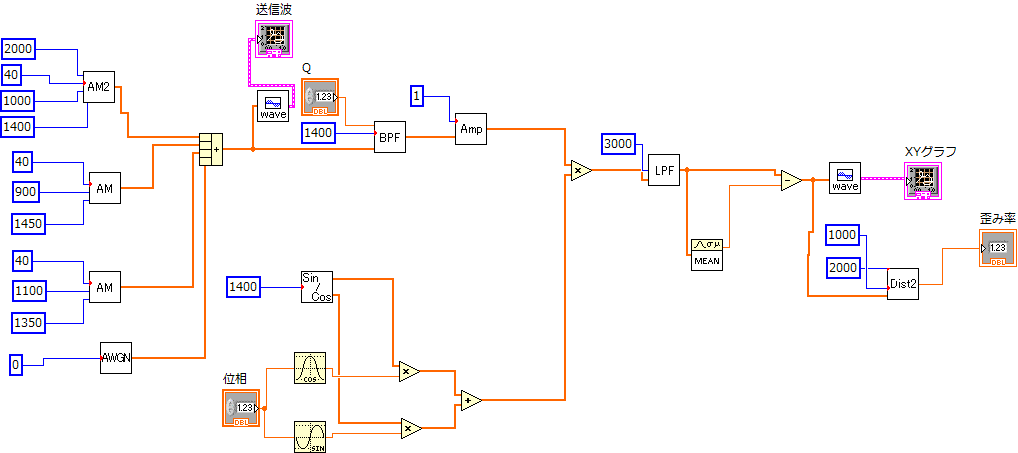 送信波
2000
40
1000
1400
AM2
wave
Q
1.23
DBL
1400
BPF
1
Amp
40
900
1450
AM
40
1100
1350
AM
0
AWGN
3000
LPF
MEAN
wave
XYグラフ
1000
2000
Dist2
歪み率
1.23
DBL
1400
Sin
Cos
位相
1.23
DBL
COS
SIN